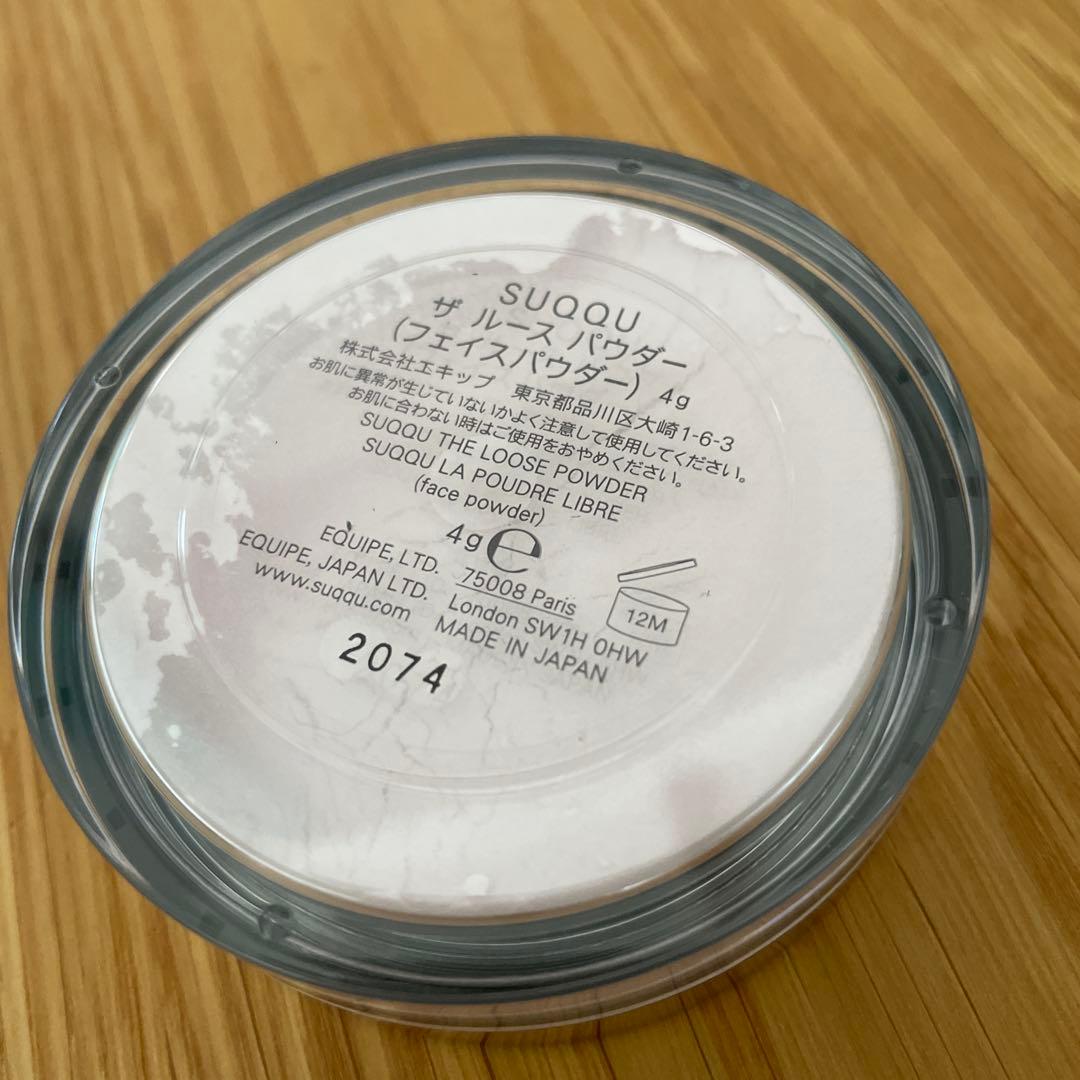 SUQQU
ザ ルース パウダー
(フェイスパウダー) 4g
株式会社エキップ 東京都品川区大崎1-6-3
お肌に異常が生じていないかよく注意して使用してください。
お肌に合わない時はご使用をおやめください。
SUQQU THE LOOSE POWDER
SUQQU LA POUDRE LIBRE
(face powder)
4g ℮
EQUIPE, LTD. 75008 Paris
EQUIPE, JAPAN LTD. London SW1H 0HW
www.suqqu.com MADE IN JAPAN
12M
2074